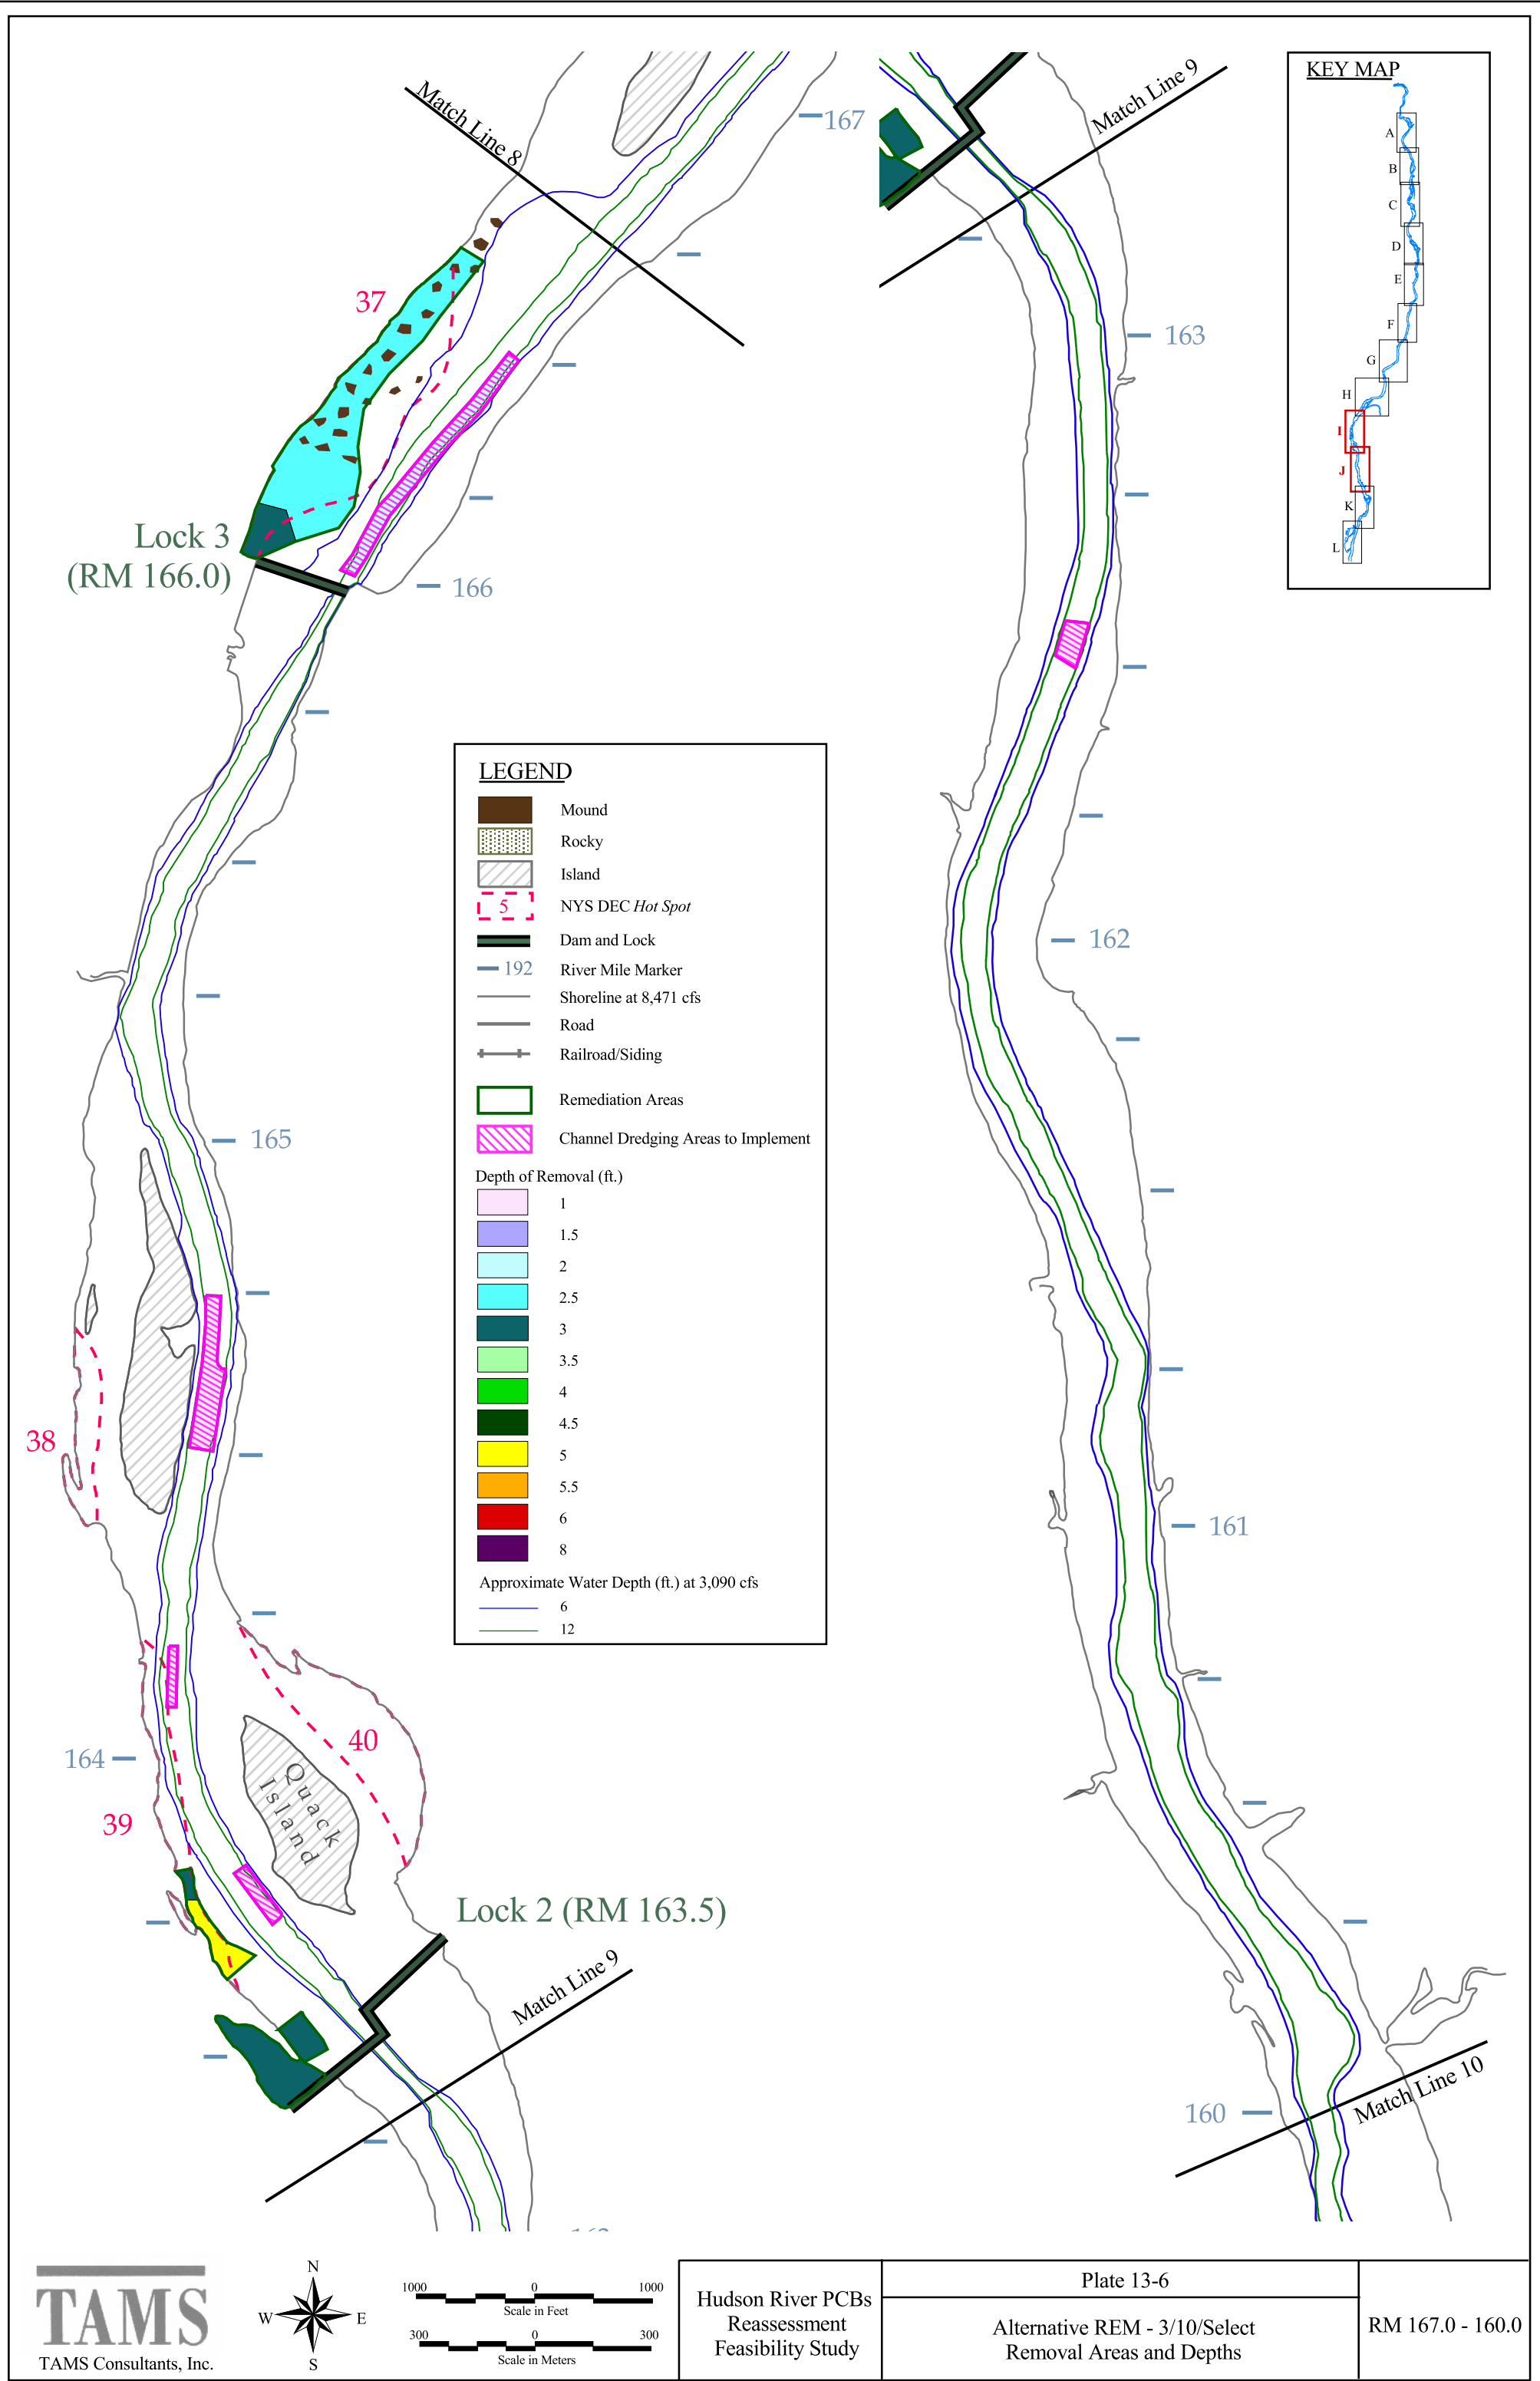 Match Line 8
167
37
Lock 3
(RM 166.0)
166
165
38
40
164
39
Quack
Island
Lock 2 (RM 163.5)
Match Line 9
LEGEND
Mound
Rocky
Island
5
NYS DEC Hot Spot
Dam and Lock
192
River Mile Marker
Shoreline at 8,471 cfs
Road
Railroad/Siding
Remediation Areas
Channel Dredging Areas to Implement
Depth of Removal (ft.)
1
1.5
2
2.5
3
3.5
4
4.5
5
5.5
6
8
Approximate Water Depth (ft.) at 3,090 cfs
6
12
Match Line 9
163
162
161
160
Match Line 10
KEY MAP
A
B
C
D
E
F
G
H
I
J
K
L
TAMS
TAMS Consultants, Inc.
N
W
E
S
1000
0
1000
Scale in Feet
300
0
300
Scale in Meters
Hudson River PCBs
Reassessment
Feasibility Study
Plate 13-6
Alternative REM - 3/10/Select
Removal Areas and Depths
RM 167.0 - 160.0